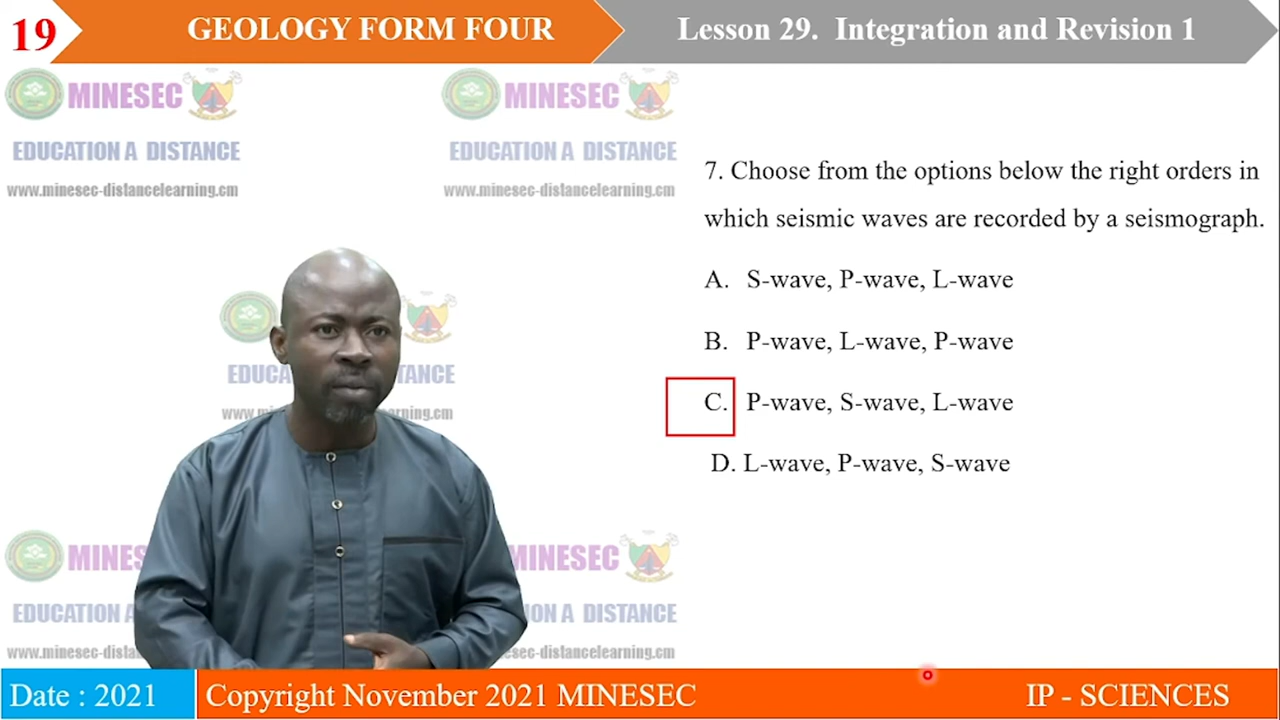 19
GEOLOGY FORM FOUR
Lesson 29. Integration and Revision 1
MINESEC
EDUCATION A DISTANCE
www.minesec-distancelearning.cm
MINESEC
EDUCATION A DISTANCE
www.minesec-distancelearning.cm
7. Choose from the options below the right orders in
which seismic waves are recorded by a seismograph.
A. S-wave, P-wave, L-wave
B. P-wave, L-wave, P-wave
C. P-wave, S-wave, L-wave
D. L-wave, P-wave, S-wave
MINESEC
EDUCATION A DISTANCE
Date : 2021
Copyright November 2021 MINESEC
IP - SCIENCES